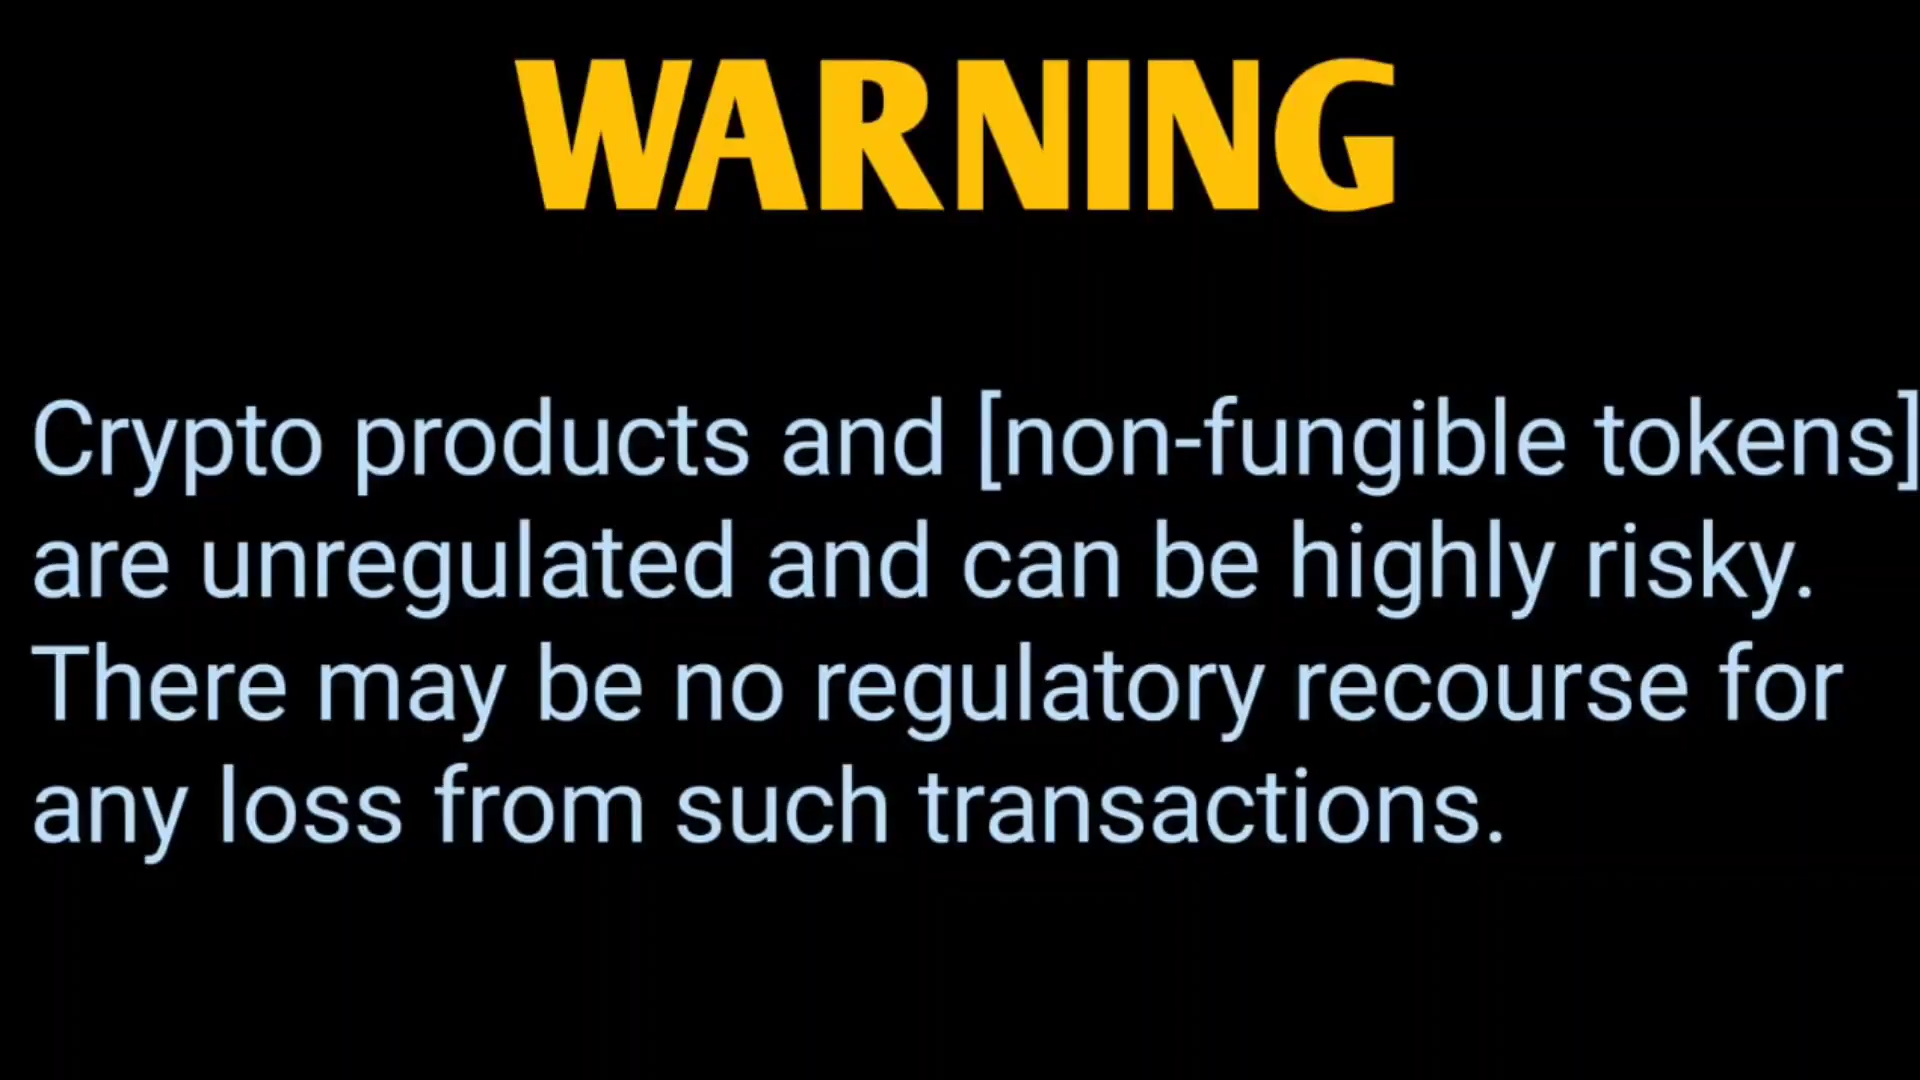 WARNING
Crypto products and [non-fungible tokens]
are unregulated and can be highly risky.
There may be no regulatory recourse for
any loss from such transactions.